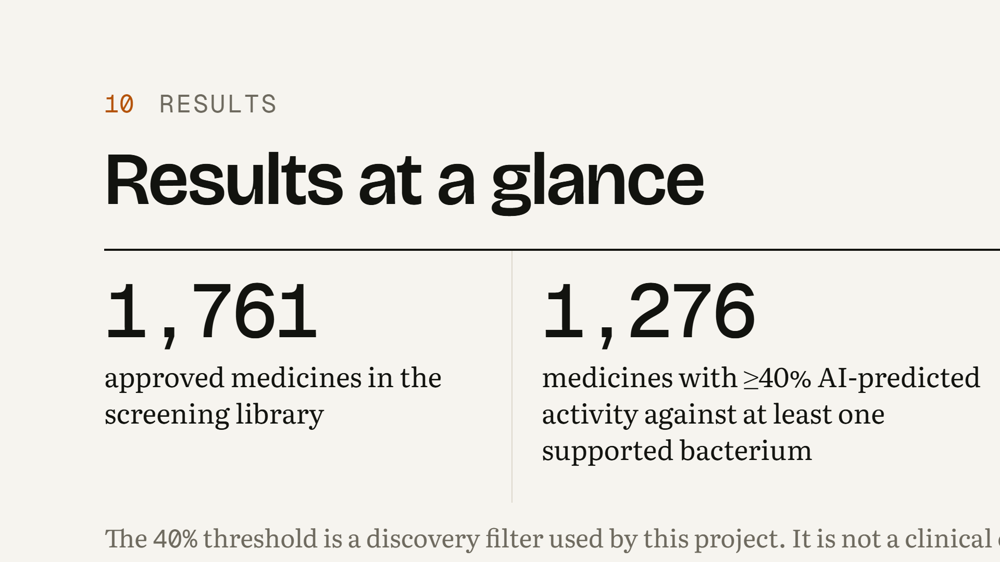 10 RESULTS
Results at a glance
1,761
approved medicines in the
screening library
1,276
medicines with ≥40% AI-predicted
activity against at least one
supported bacterium
The 40% threshold is a discovery filter used by this project. It is not a clinical